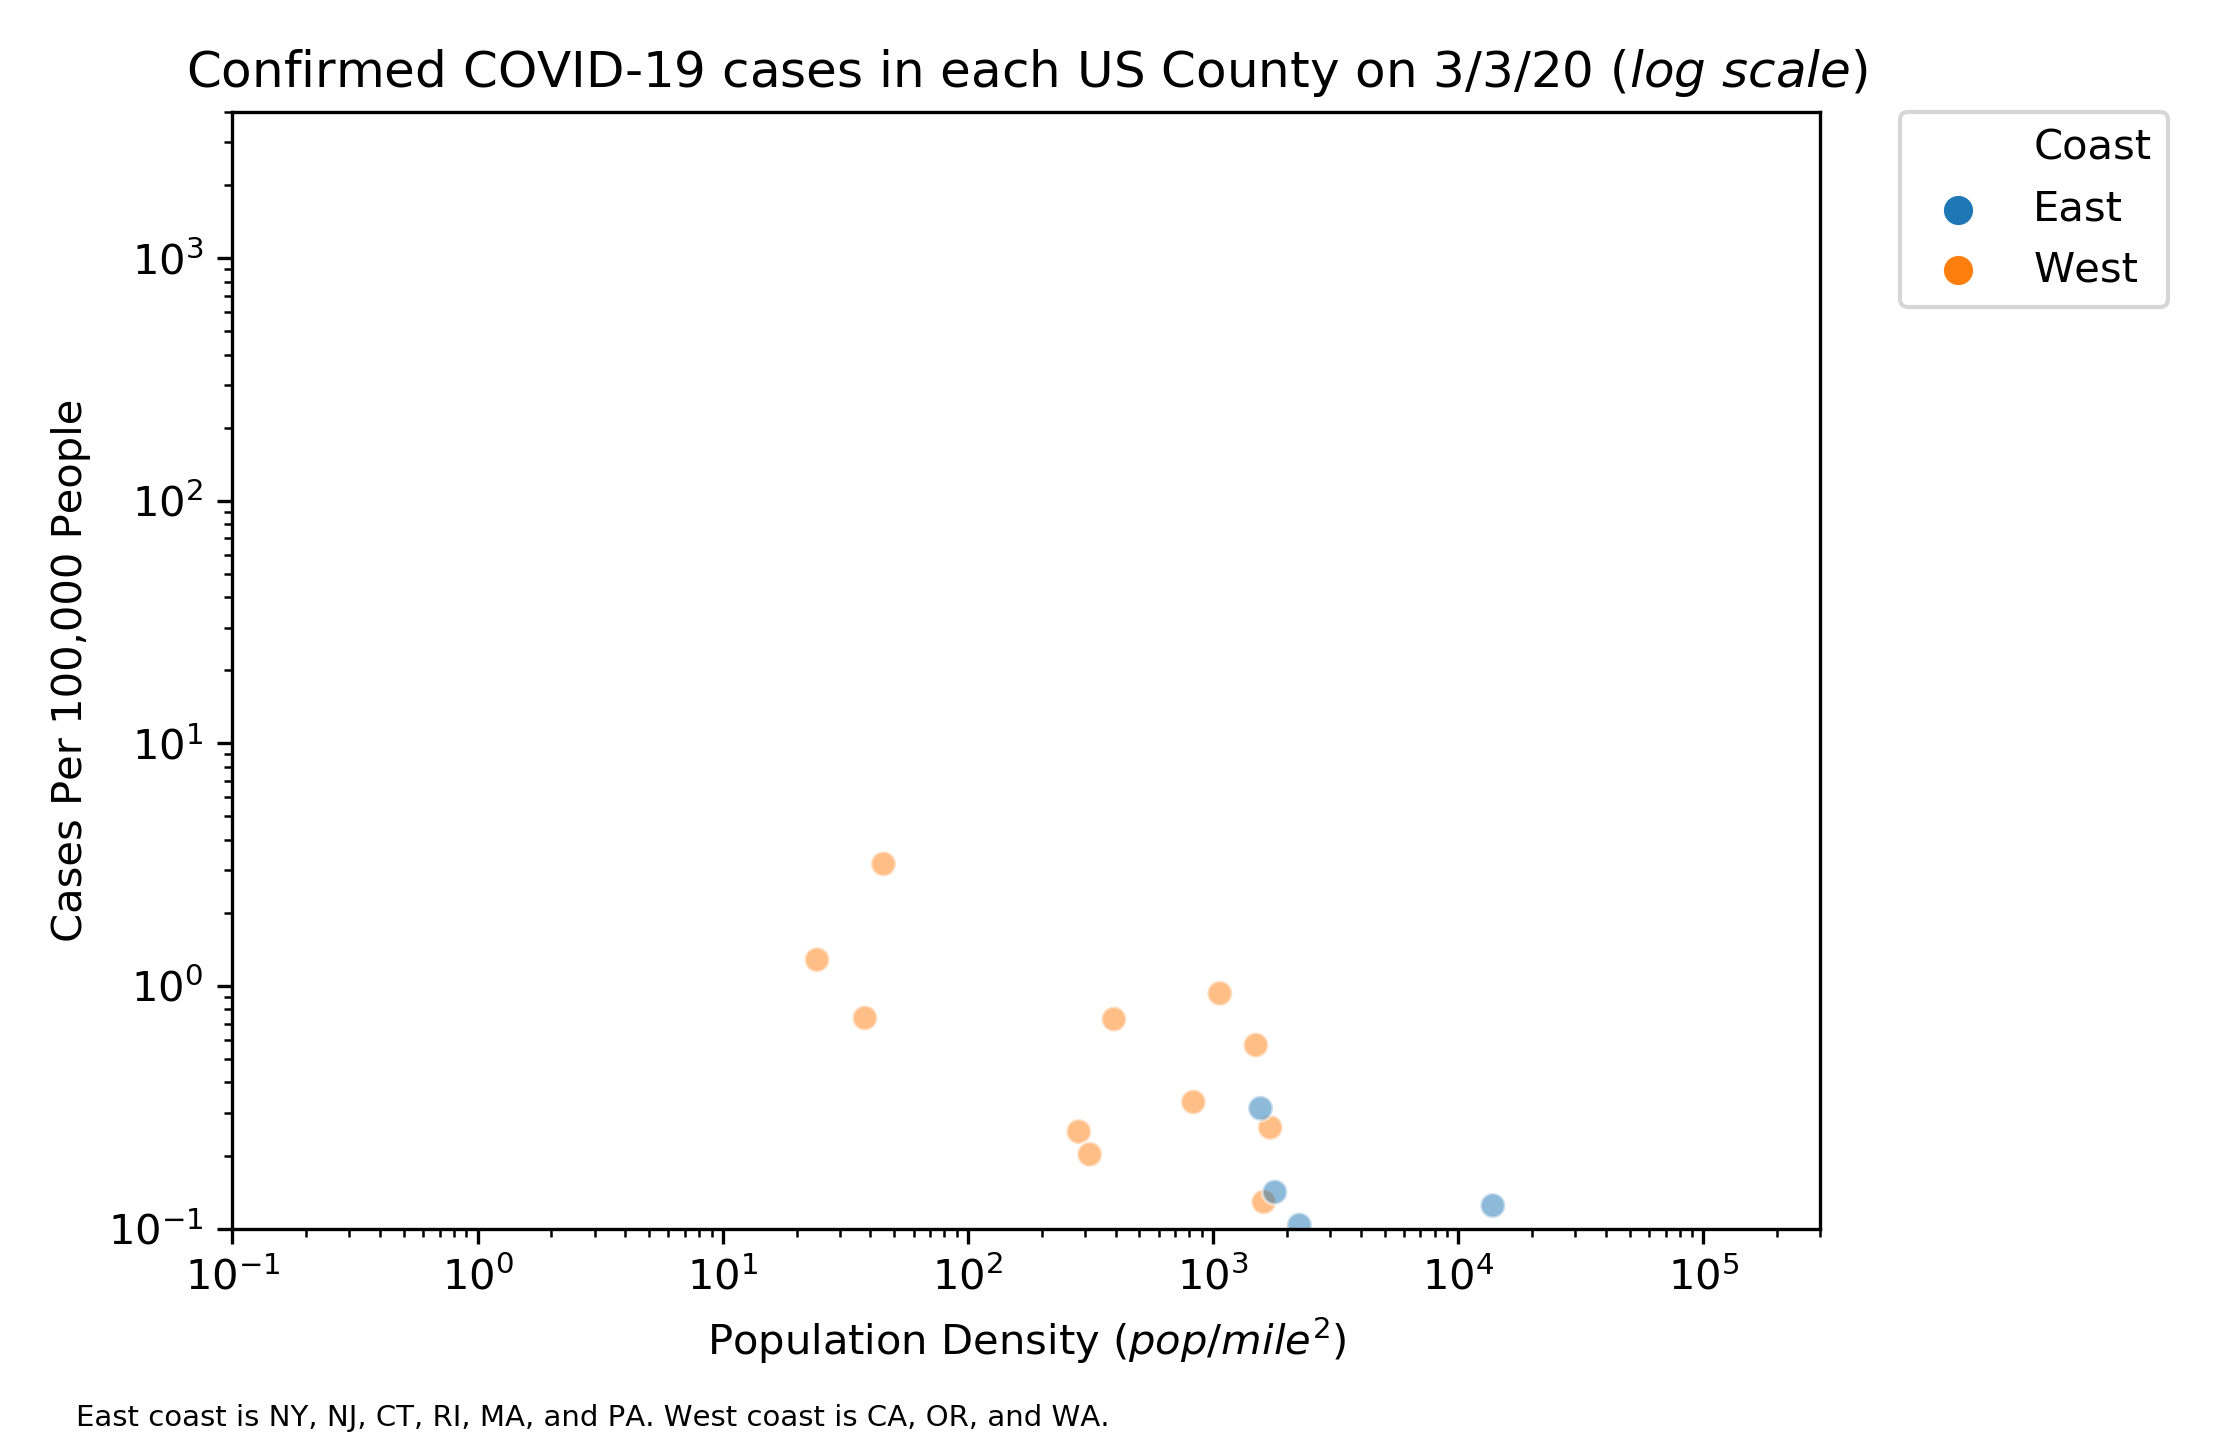 Confirmed COVID-19 cases in each US County on 3/3/20 (log scale)
Coast
East
West
Cases Per 100,000 People
10³
10²
10¹
10⁰
10⁻¹
10⁻¹ 10⁰ 10¹ 10² 10³ 10⁴ 10⁵
Population Density (pop/mile²)
East coast is NY, NJ, CT, RI, MA, and PA. West coast is CA, OR, and WA.